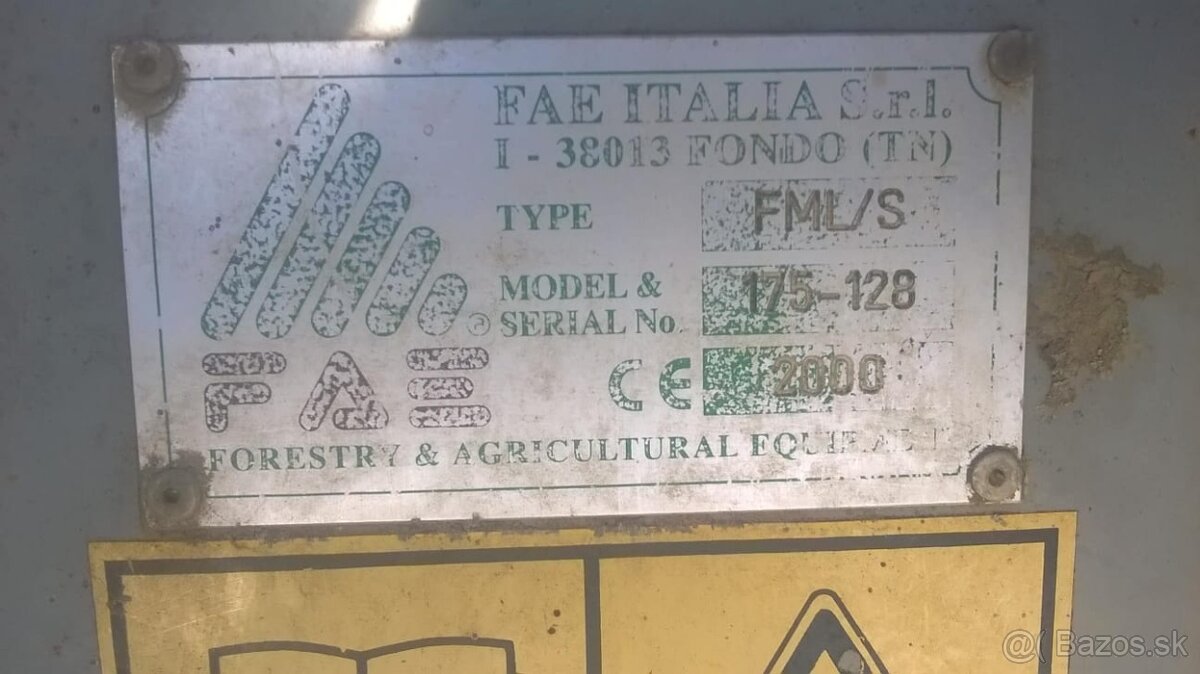 FAE ITALIA S.r.l.
I - 38013 FONDO (TN)
TYPE FML/S
MODEL & SERIAL No. 175-128
®
FAE
CE 2000
FORESTRY & AGRICULTURAL EQUIPMENT
@( Bazos.sk